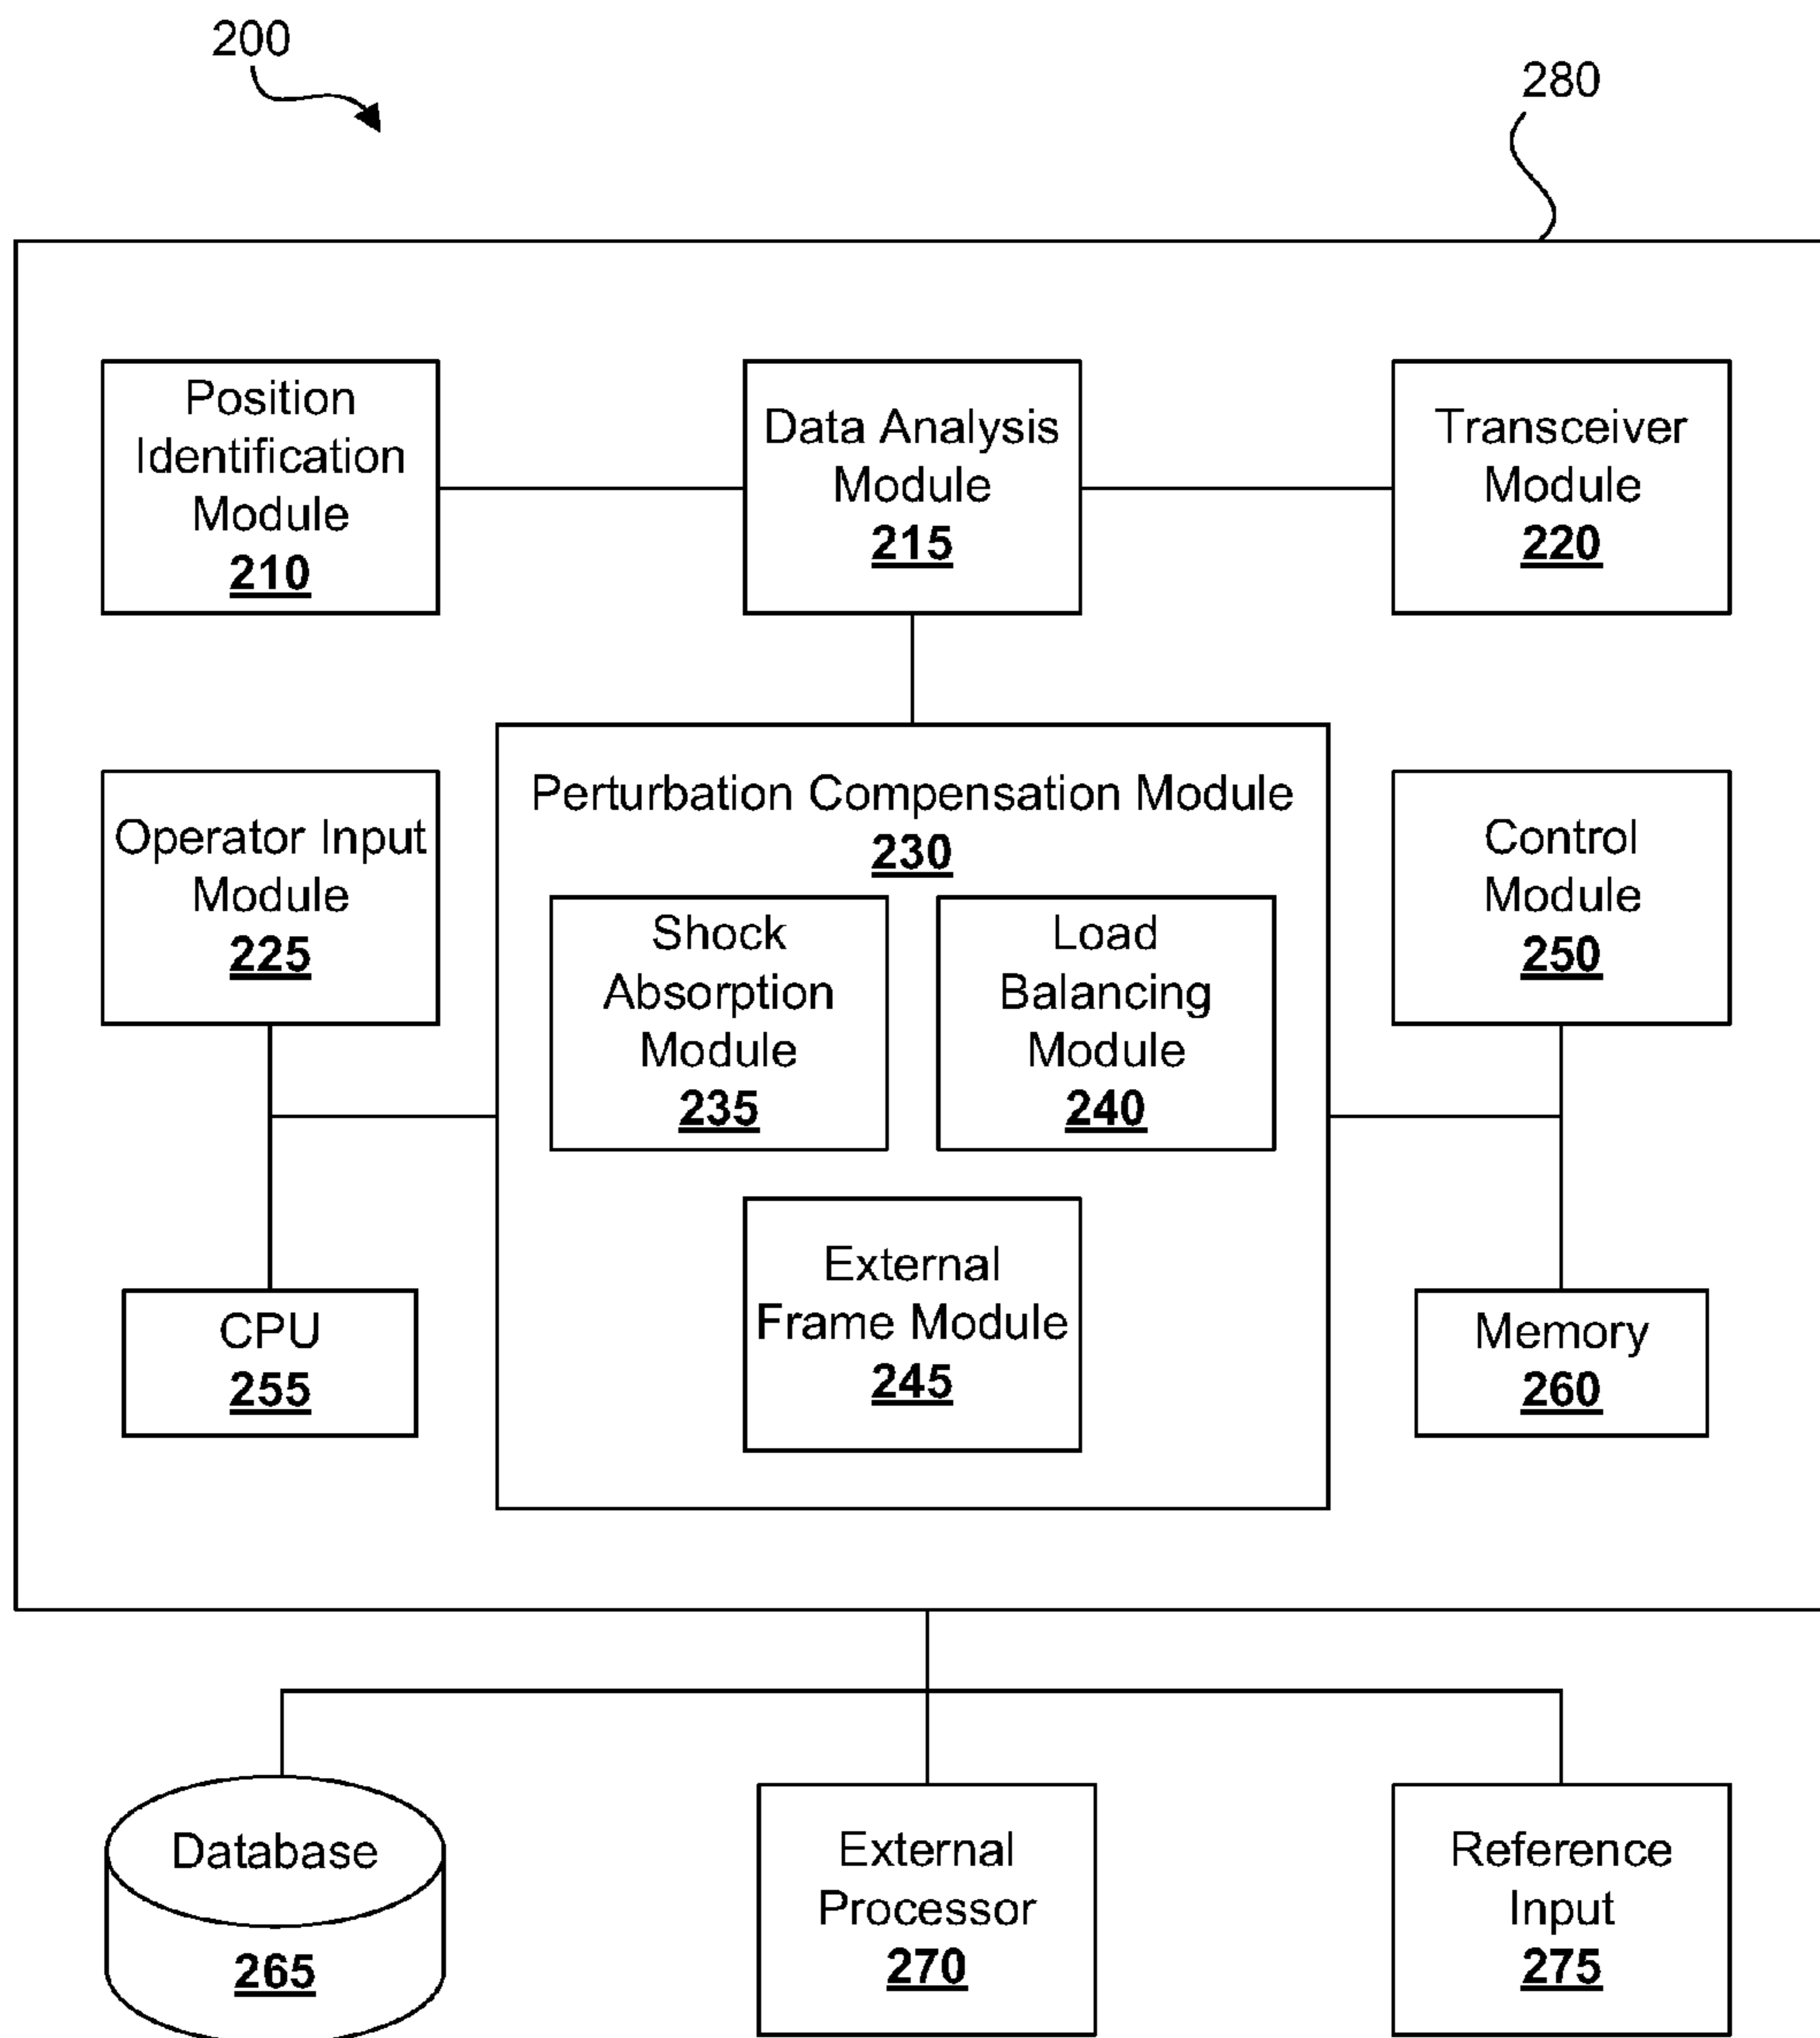 200
280
Position
Identification
Module
210
Data Analysis
Module
215
Transceiver
Module
220
Operator Input
Module
225
Perturbation Compensation Module
230
Shock
Absorption
Module
235
Load
Balancing
Module
240
External
Frame Module
245
Control
Module
250
CPU
255
Memory
260
Database
265
External
Processor
270
Reference
Input
275